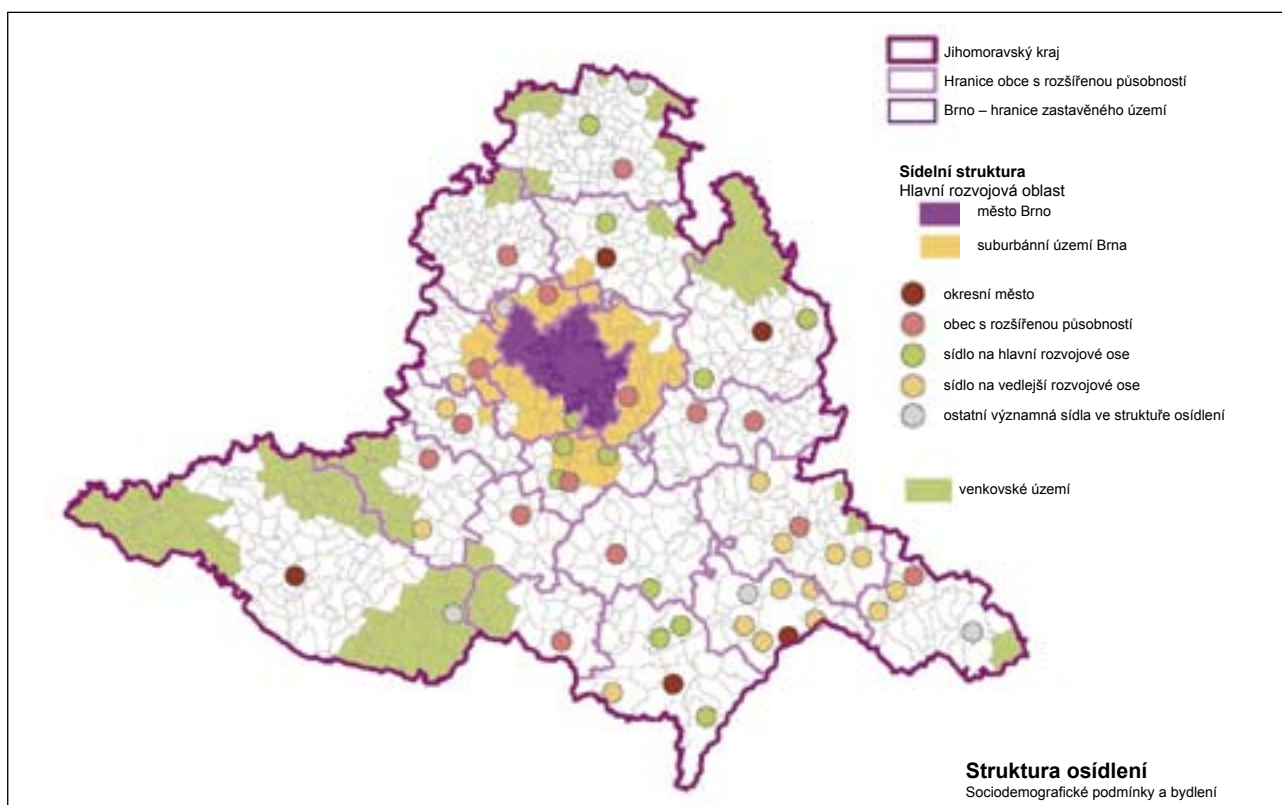 Jihomoravský kraj
Hranice obce s rozšířenou působností
Brno – hranice zastavěného území
Sídelní struktura
Hlavní rozvojová oblast
město Brno
suburbánní území Brna
okresní město
obec s rozšířenou působností
sídlo na hlavní rozvojové ose
sídlo na vedlejší rozvojové ose
ostatní významná sídla ve struktuře osídlení
venkovské území
Struktura osídlení
Sociodemografické podmínky a bydlení